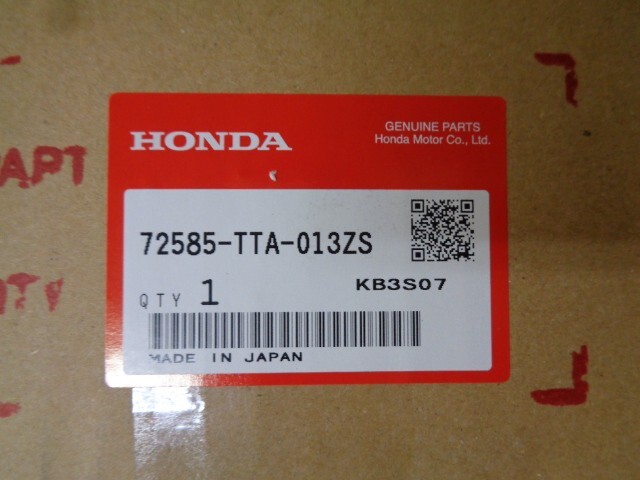 HONDA
GENUINE PARTS
Honda Motor Co., Ltd.
72585-TTA-013ZS
QTY 1
KB3S07
MADE IN JAPAN